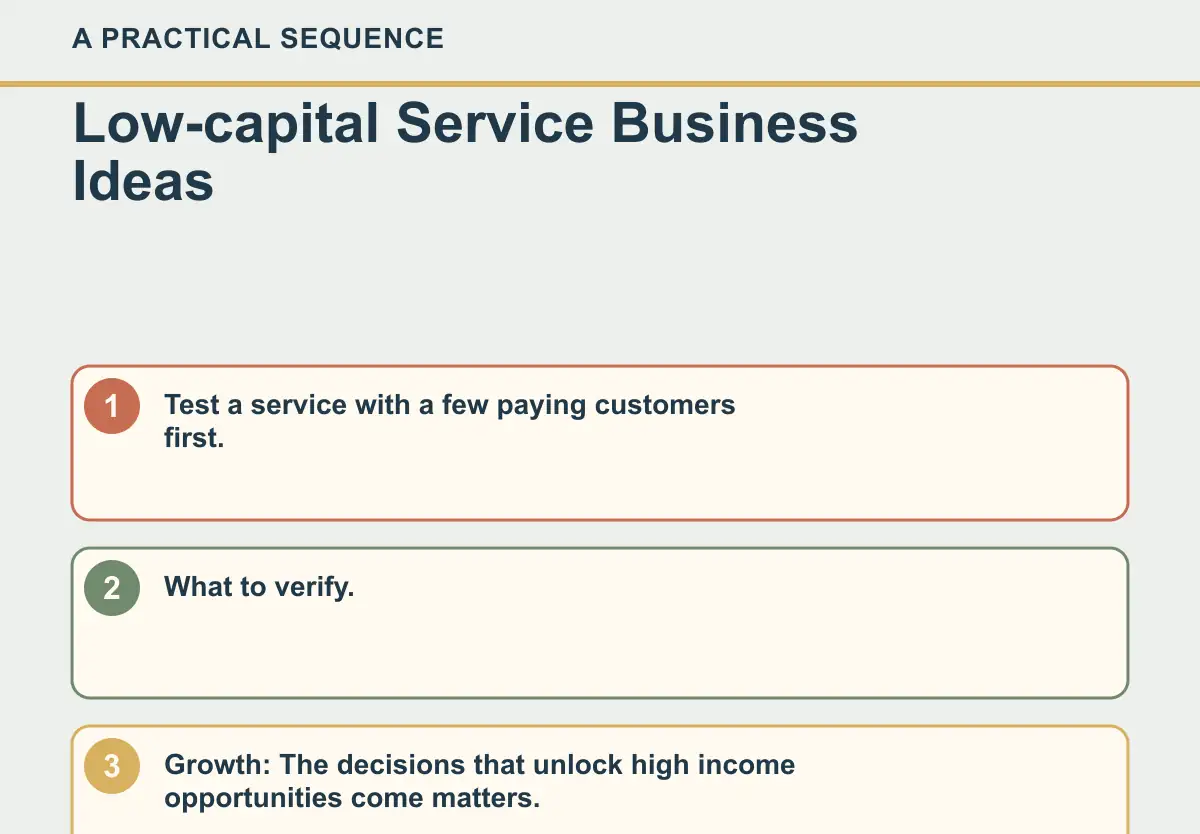 A PRACTICAL SEQUENCE
Low-capital Service Business
Ideas
1
Test a service with a few paying customers
first.
2
What to verify.
3
Growth: The decisions that unlock high income
opportunities come matters.